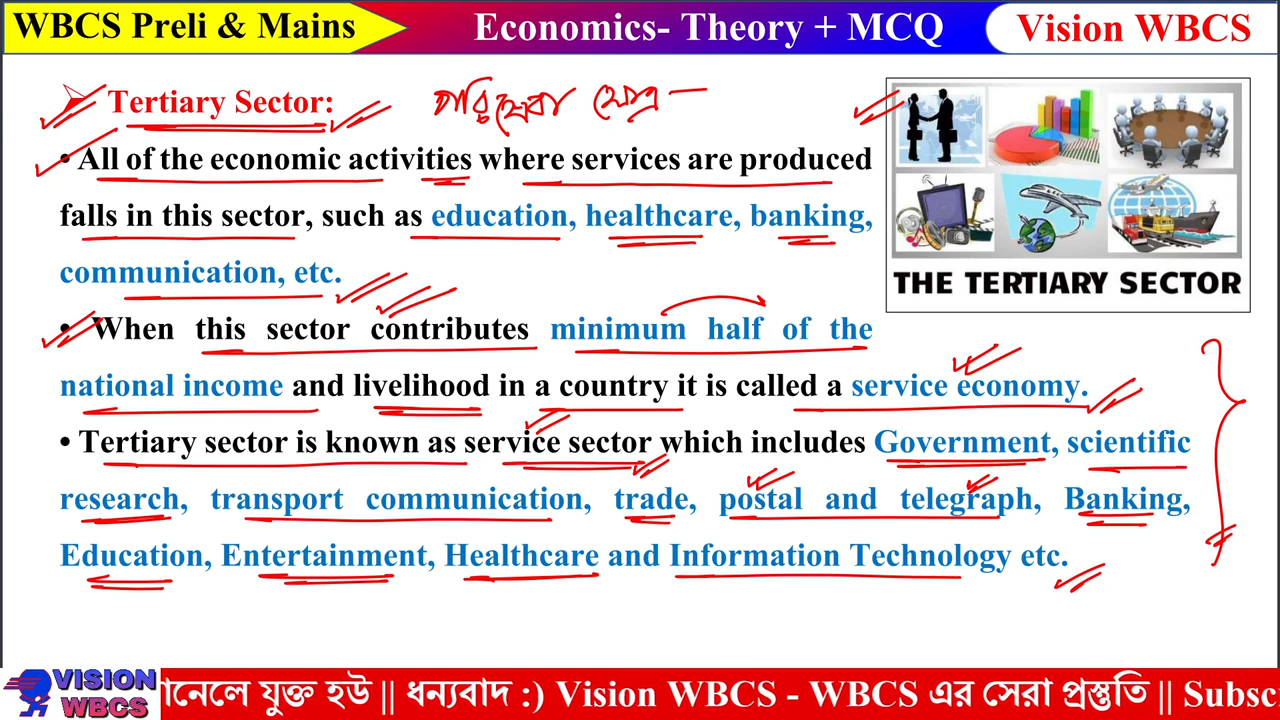 WBCS Preli & Mains
Economics- Theory + MCQ
Vision WBCS
Tertiary Sector:
পরিষেবা ক্ষেত্র —
• All of the economic activities where services are produced
falls in this sector, such as education, healthcare, banking,
communication, etc.
THE TERTIARY SECTOR
• When this sector contributes minimum half of the
national income and livelihood in a country it is called a service economy.
• Tertiary sector is known as service sector which includes Government, scientific
research, transport communication, trade, postal and telegraph, Banking,
Education, Entertainment, Healthcare and Information Technology etc.
VISION
WBCS
যুক্ত হউ || ধন্যবাদ :) Vision WBCS - WBCS এর সেরা প্রস্তুতি || Subsc